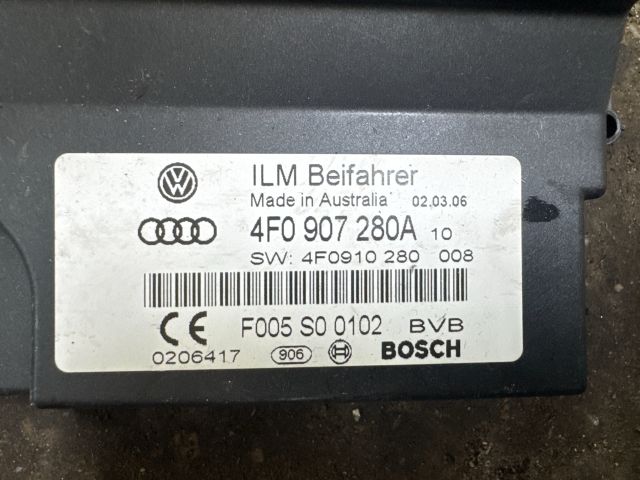 ILM Beifahrer
Made in Australia 02.03.06
4F0 907 280A 10
SW: 4F0910 280 008
F005 S0 0102 BVB
CE 0206417 906 BOSCH